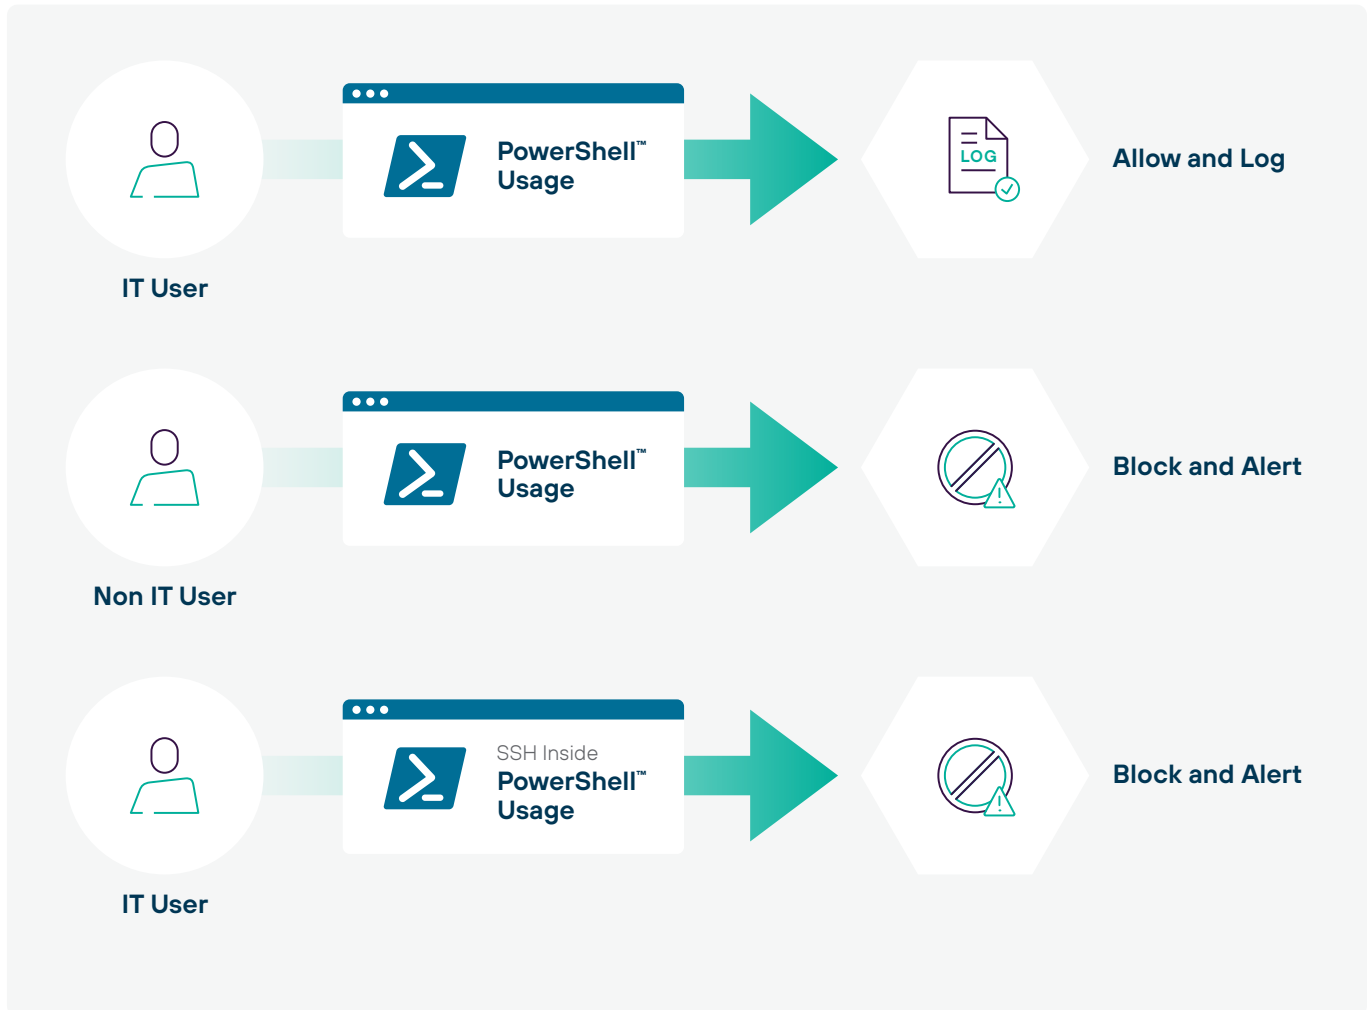 PowerShell™
Usage
LOG
Allow and Log
IT User
PowerShell™
Usage
Block and Alert
Non IT User
SSH Inside
PowerShell™
Usage
Block and Alert
IT User